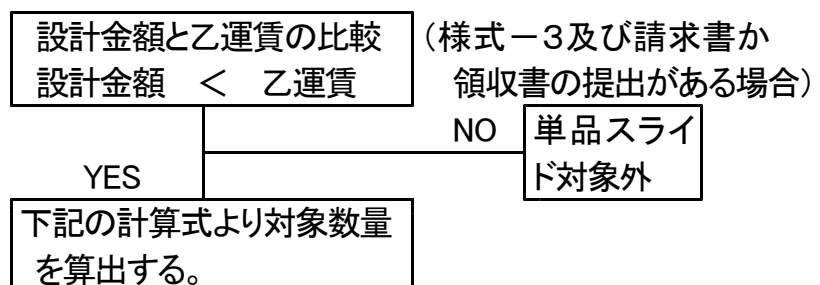 設計金額と乙運賃の比較
設計金額 < 乙運賃
(様式-3及び請求書か
領収書の提出がある場合)
NO
単品スライ
ド対象外
YES
下記の計算式より対象数量
を算出する。